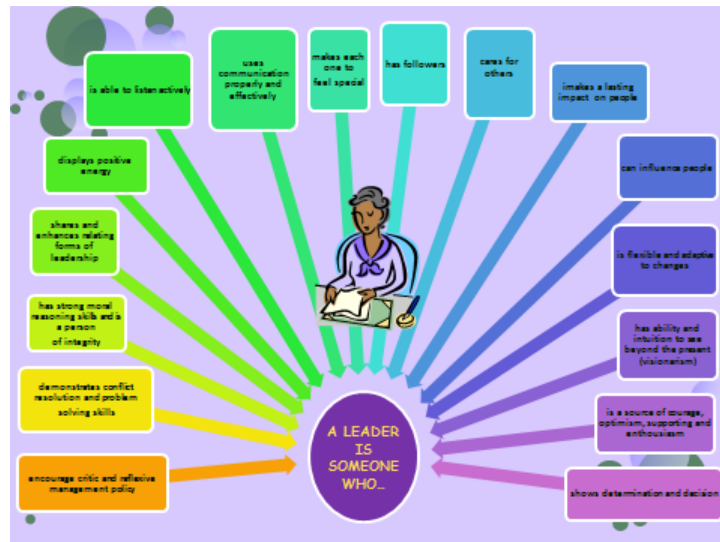 is able to listen actively
uses
communication
properly and
effectively
makes each
one to
feel special
has followers
cares for
others
imakes a lasting
impact on people
displays positive
energy
can influence people
shares and
enhances relating
forms of
leadership
is flexible and adaptive
to changes
has strong moral
reasoning skills and is
a person
of integrity
has ability and
intuition to see
beyond the present
(visionarism)
demonstrates conflict
resolution and problem
solving skills
is a source of courage,
optimism, supporting and
enthousiasm
A LEADER
IS
SOMEONE
WHO...
encourage critic and reflexive
management policy
shows determination and decision